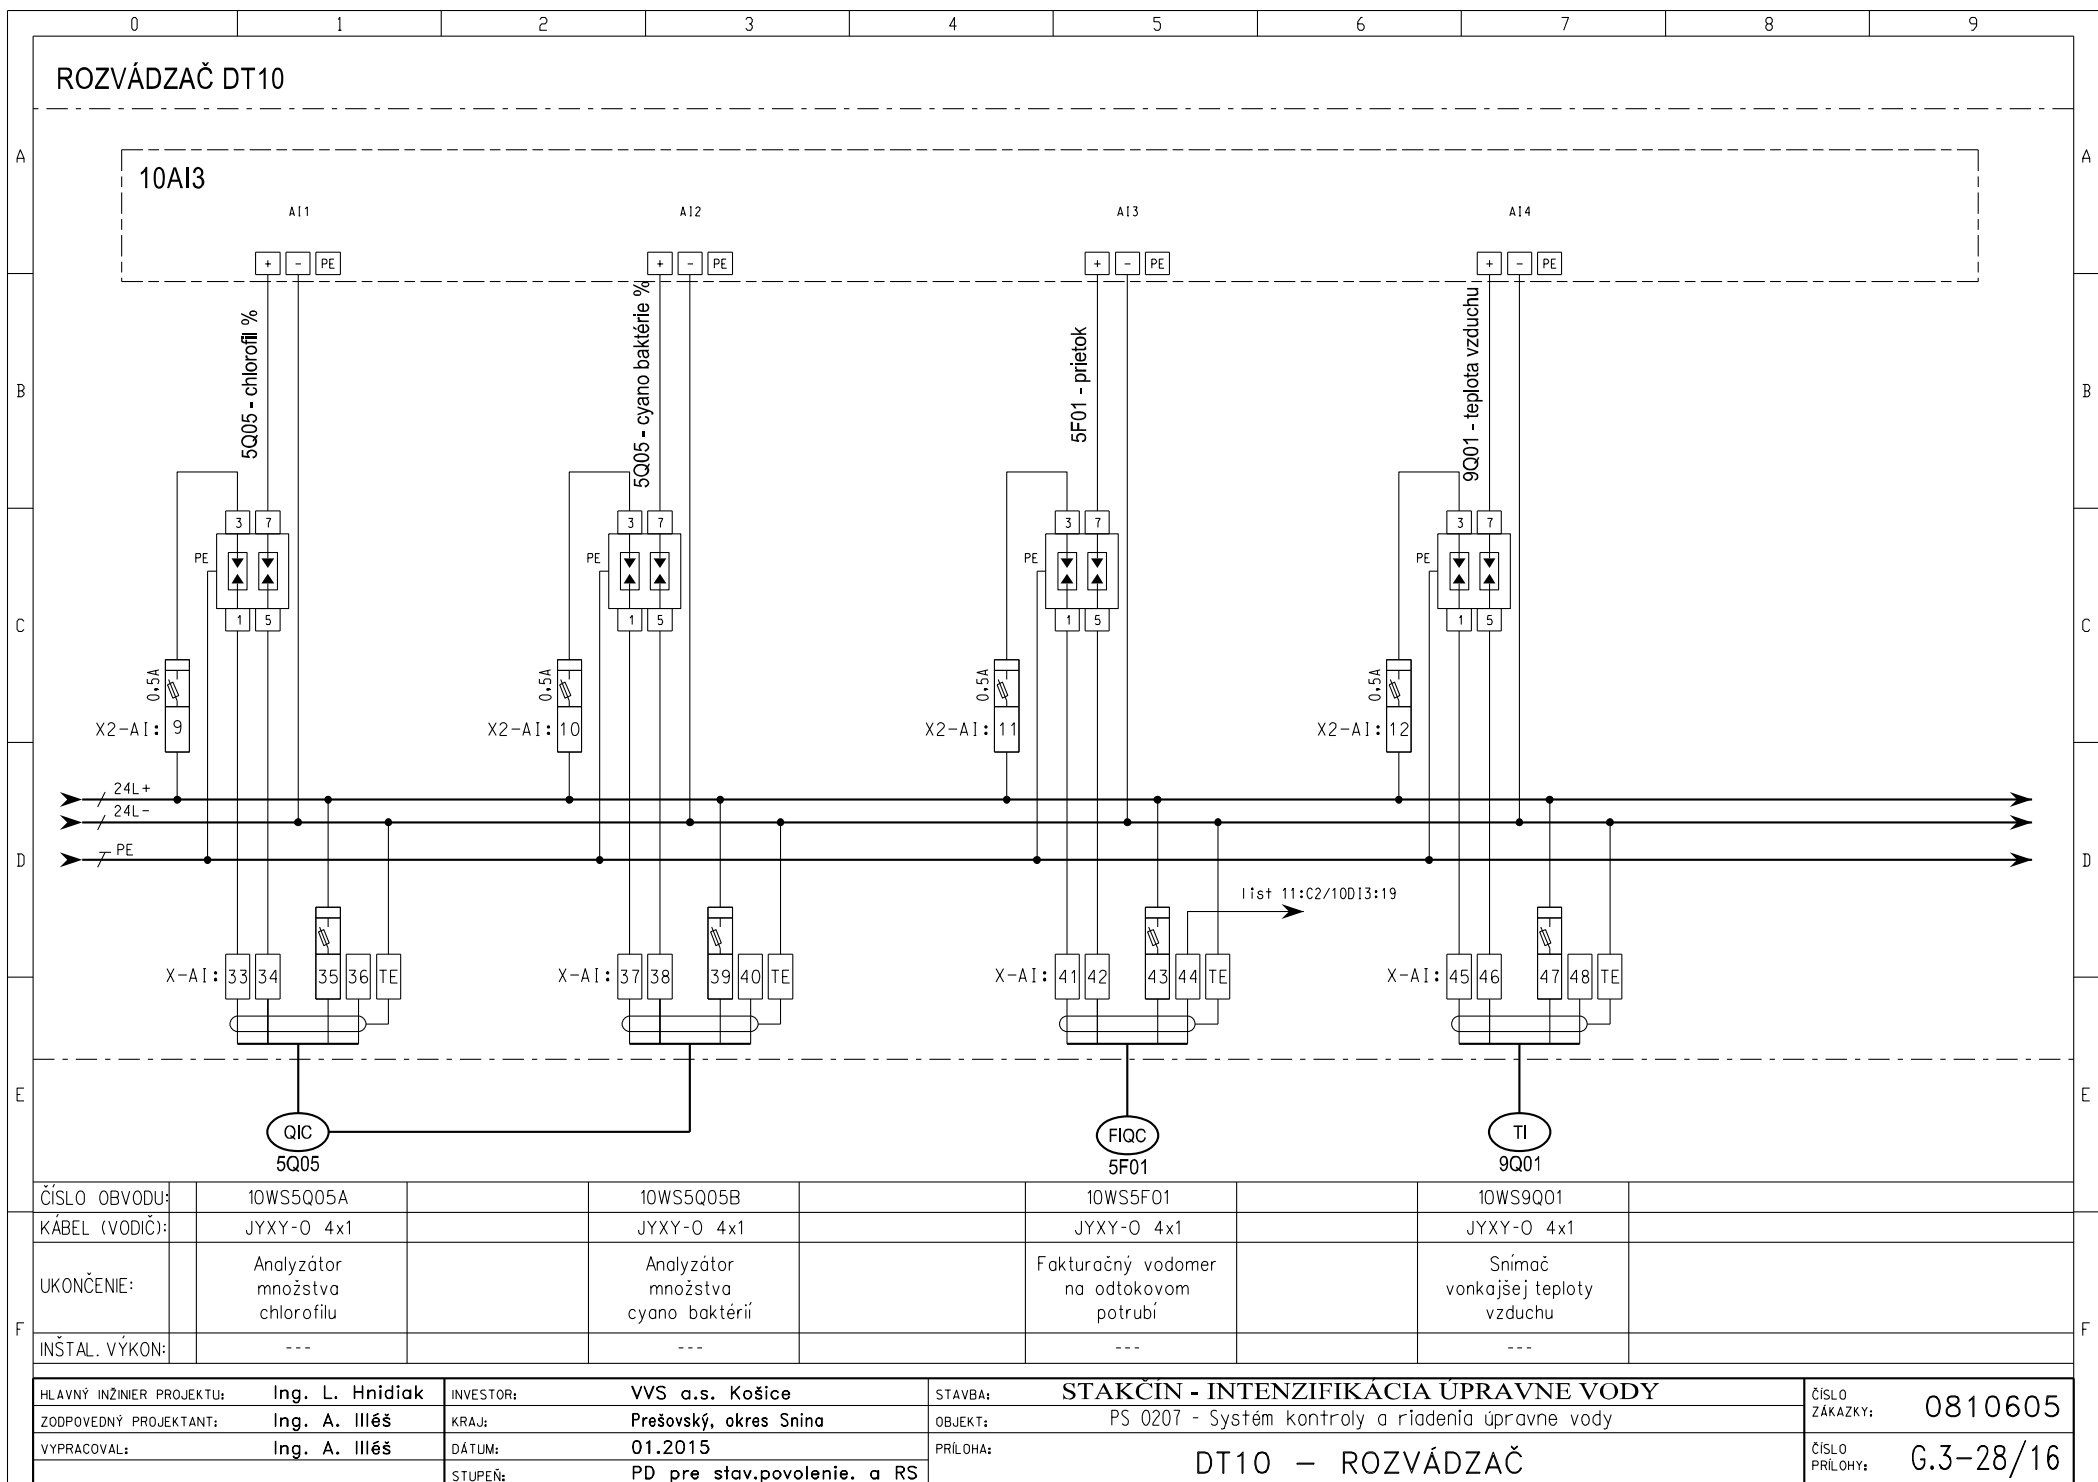 0 1 2 3 4 5 6 7 8 9
ROZVÁDZAČ DT10
A A
10AI3
AI1 AI2 AI3 AI4
+ - PE + - PE + - PE + - PE
5Q05 - chlorofil %
5Q05 - cyano baktérie %
5F01 - prietok
9Q01 - teplota vzduchu
B B
3 7 3 7 3 7 3 7
PE PE PE PE
1 5 1 5 1 5 1 5
C C
0,5A 0,5A 0,5A 0,5A
X2-AI: 9 X2-AI: 10 X2-AI: 11 X2-AI: 12
24L+
24L-
PE
D D
list 11:C2/10DI3:19
X-AI: 33 34 35 36 TE X-AI: 37 38 39 40 TE X-AI: 41 42 43 44 TE X-AI: 45 46 47 48 TE
E E
QIC FIQC TI
5Q05 5F01 9Q01
ČÍSLO OBVODU: 10WS5Q05A 10WS5Q05B 10WS5F01 10WS9Q01
KÁBEL (VODIČ): JYXY-O 4x1 JYXY-O 4x1 JYXY-O 4x1 JYXY-O 4x1
UKONČENIE:
Analyzátor
množstva
chlorofilu
Analyzátor
množstva
cyano baktérií
Fakturačný vodomer
na odtokovom
potrubí
Snímač
vonkajšej teploty
vzduchu
F F
INŠTAL. VÝKON: --- --- --- ---
HLAVNÝ INŽINIER PROJEKTU: Ing. L. Hnidiak
ZODPOVEDNÝ PROJEKTANT: Ing. A. Illéš
VYPRACOVAL: Ing. A. Illéš
INVESTOR: VVS a.s. Košice
KRAJ: Prešovský, okres Snina
DÁTUM: 01.2015
STUPEŇ: PD pre stav.povolenie. a RS
STAVBA: STAKČÍN - INTENZIFIKÁCIA ÚPRAVNE VODY
OBJEKT: PS 0207 - Systém kontroly a riadenia úpravne vody
PRÍLOHA: DT10 – ROZVÁDZAČ
ČÍSLO
ZÁKAZKY: 0810605
ČÍSLO
PRÍLOHY: G.3-28/16